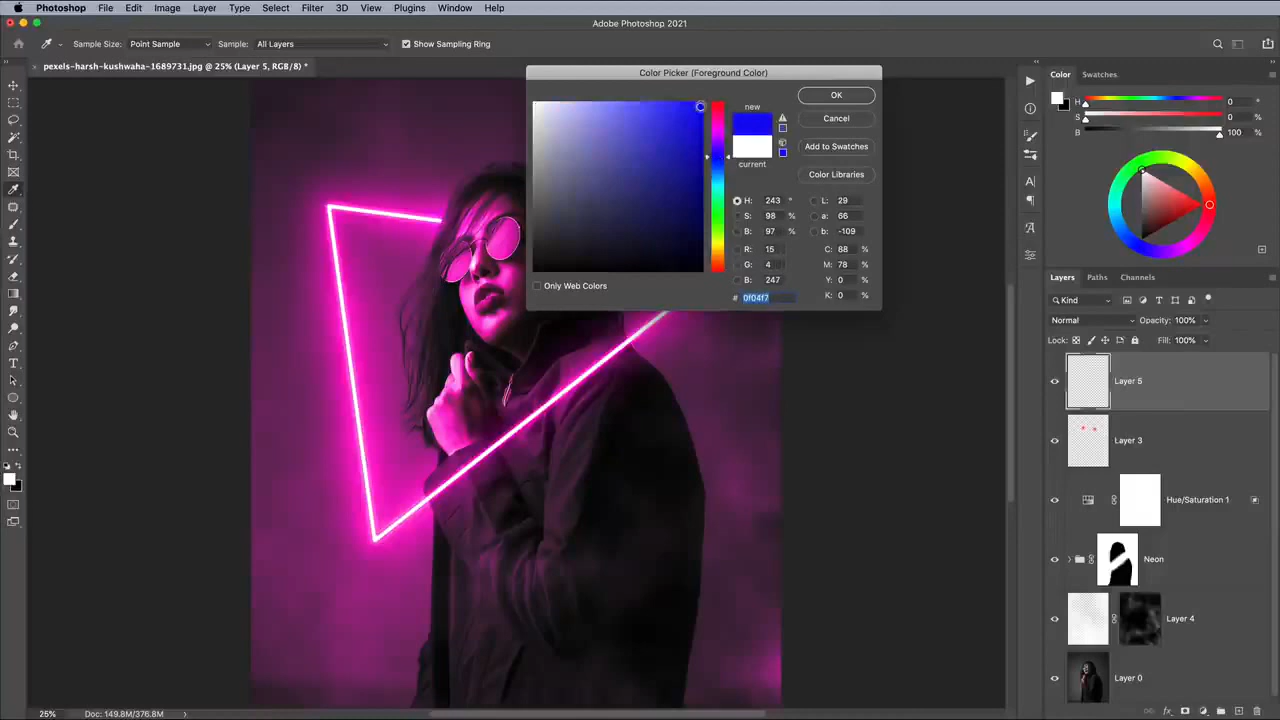 Photoshop File Edit Image Layer Type Select Filter 3D View Plugins Window Help
Adobe Photoshop 2021
Sample Size: Point Sample Sample: All Layers Show Sampling Ring
pexels-harsh-kushwaha-1689731.jpg @ 25% (Layer 5, RGB/8) *
Color Picker (Foreground Color)
new
current
OK
Cancel
Add to Swatches
Color Libraries
H: 243 ° L: 29
S: 98 % a: 66
B: 97 % b: -109
R: 15 C: 88 %
G: 4 M: 78 %
B: 247 Y: 0 %
# 0f04f7 K: 0 %
Only Web Colors
Color Swatches
H 0 °
S 0 %
B 100 %
Layers Paths Channels
Kind
Normal Opacity: 100%
Lock: Fill: 100%
Layer 5
Layer 3
Hue/Saturation 1
Neon
Layer 4
Layer 0
25% Doc: 149.8M/376.8M